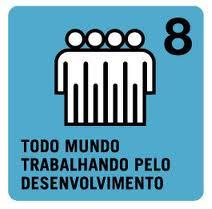 8
TODO MUNDO
TRABALHANDO PELO
DESENVOLVIMENTO